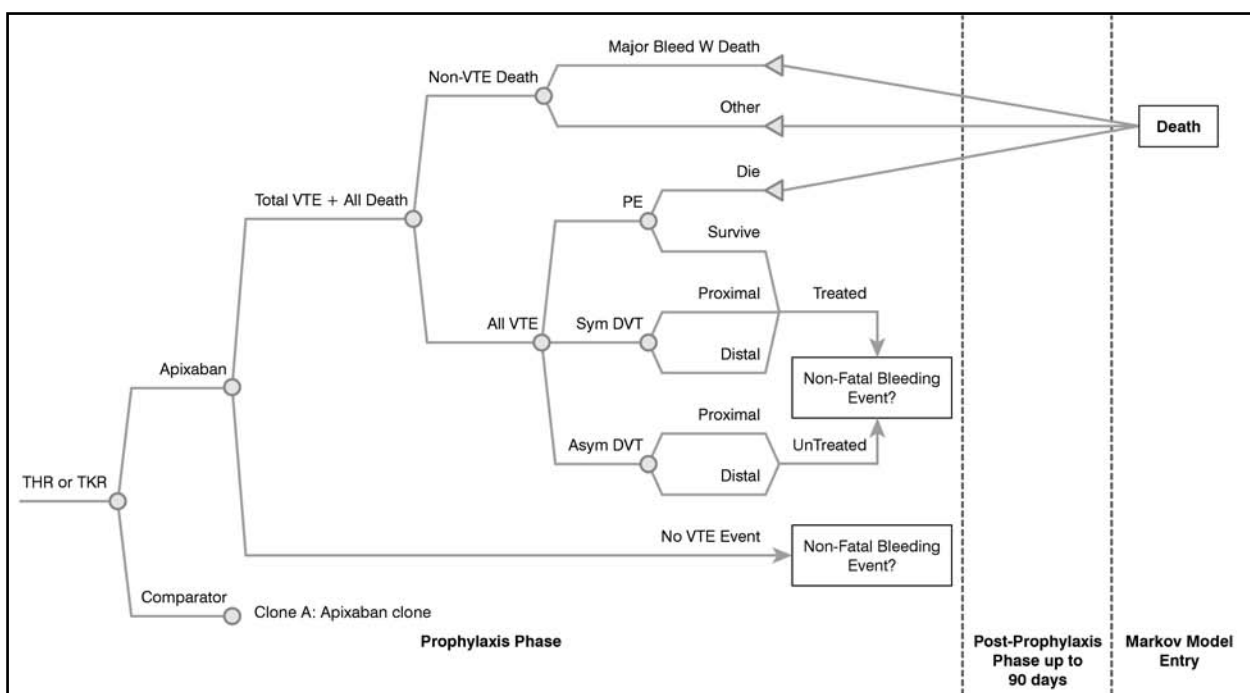 Major Bleed W Death
Non-VTE Death
Other
Death
Die
Total VTE + All Death
PE
Survive
Proximal
Treated
All VTE
Sym DVT
Distal
Non-Fatal Bleeding
Event?
Apixaban
Proximal
Asym DVT
UnTreated
Distal
THR or TKR
No VTE Event
Non-Fatal Bleeding
Event?
Comparator
Clone A: Apixaban clone
Prophylaxis Phase
Post-Prophylaxis
Phase up to
90 days
Markov Model
Entry